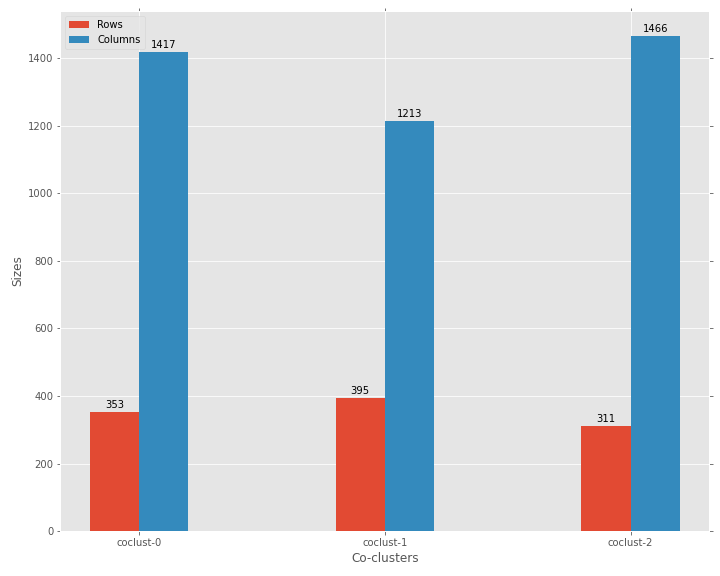 Rows
Columns
1417
1213
1466
353
395
311
Sizes
1400
1200
1000
800
600
400
200
0
coclust-0
coclust-1
coclust-2
Co-clusters